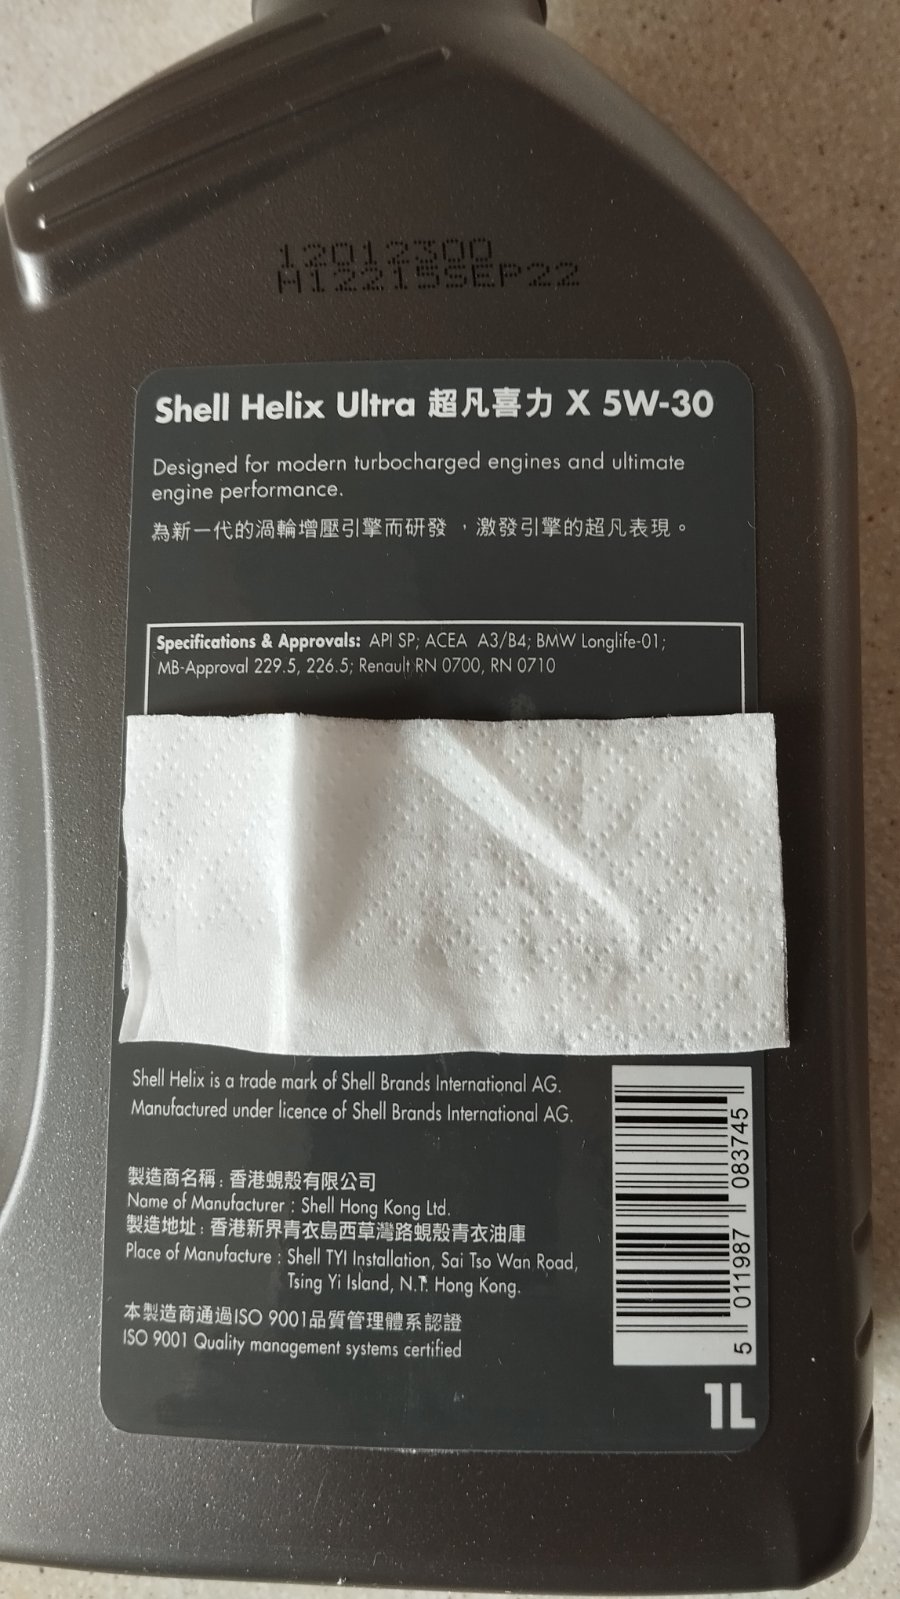 12012300
H12215SEP22
Shell Helix Ultra 超凡喜力 X 5W-30
Designed for modern turbocharged engines and ultimate
engine performance.
為新一代的渦輪增壓引擎而研發，激發引擎的超凡表現。
Specifications & Approvals: API SP; ACEA A3/B4; BMW Longlife-01;
MB-Approval 229.5, 226.5; Renault RN 0700, RN 0710
Shell Helix is a trade mark of Shell Brands International AG.
Manufactured under licence of Shell Brands International AG.
製造商名稱：香港蜆殼有限公司
Name of Manufacturer : Shell Hong Kong Ltd.
製造地址：香港新界青衣島西草灣路蜆殼青衣油庫
Place of Manufacture : Shell TYI Installation, Sai Tso Wan Road,
Tsing Yi Island, N.T. Hong Kong.
本製造商通過ISO 9001品質管理體系認證
ISO 9001 Quality management systems certified
5 011987 083745
1L